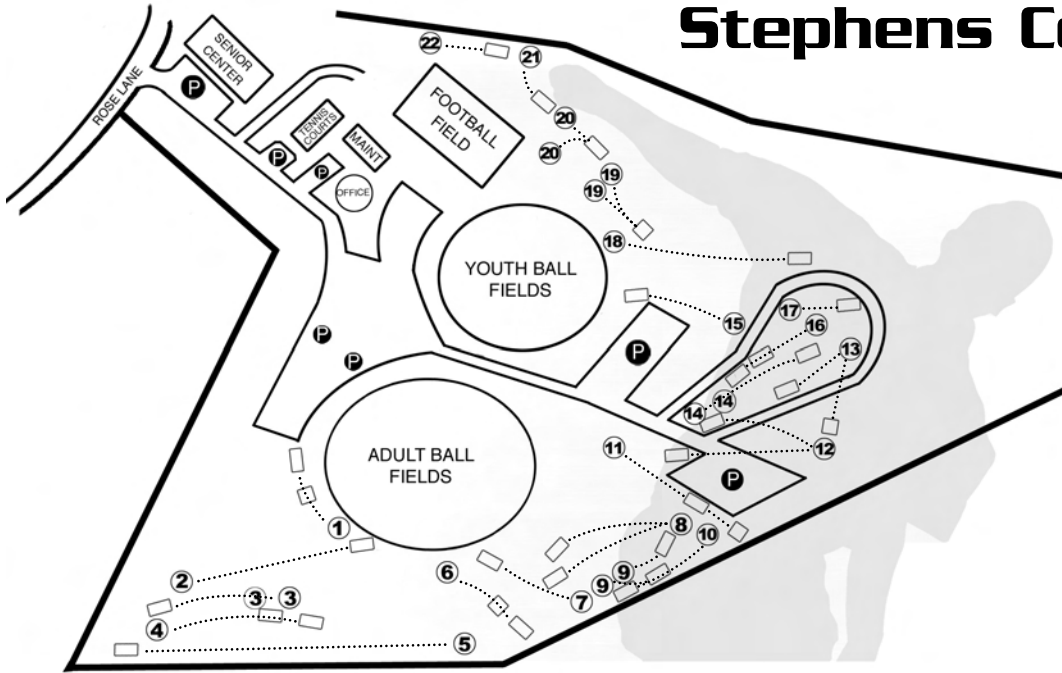 Stephens Co
ROSE LANE
SENIOR
CENTER
P
TENNIS
COURTS
MAINT
P
P
OFFICE
FOOTBALL
FIELD
22
21
20
20
19
19
18
YOUTH BALL
FIELDS
15
17
16
13
P
P
P
14
14
12
ADULT BALL
FIELDS
11
P
1
8
10
2
6
9
9
3
3
7
4
5